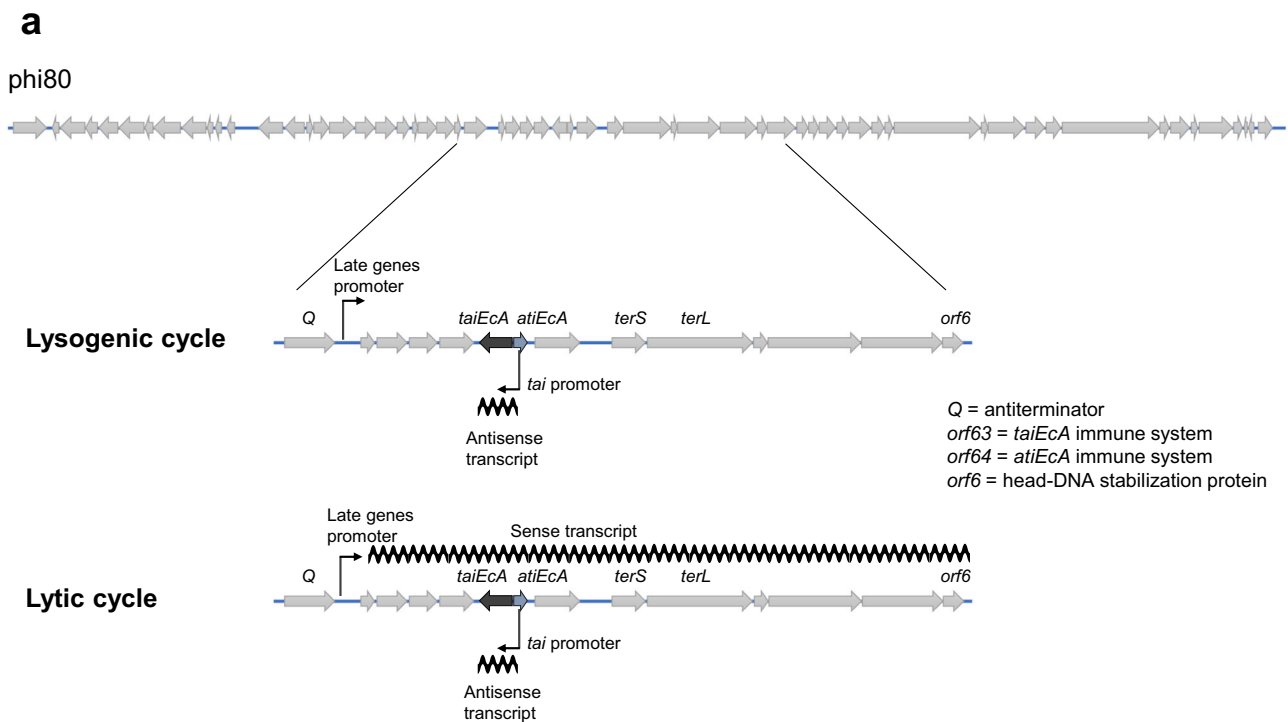 a
phi80
Late genes
promoter
Q
taiEcA
atiEcA
terS
terL
orf6
Lysogenic cycle
tai promoter
Antisense
transcript
Q = antiterminator
orf63 = taiEcA immune system
orf64 = atiEcA immune system
orf6 = head-DNA stabilization protein
Late genes
promoter
Sense transcript
Q
taiEcA
atiEcA
terS
terL
orf6
Lytic cycle
tai promoter
Antisense
transcript